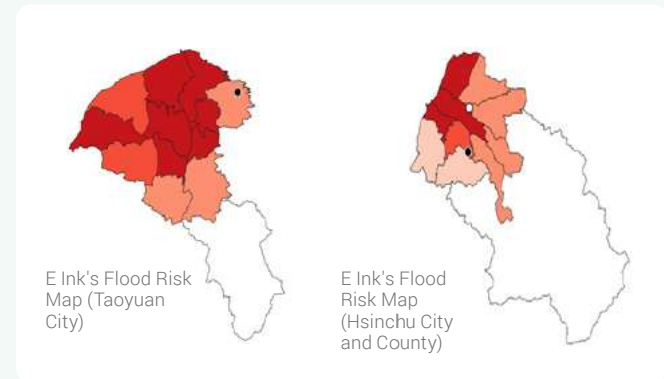 E Ink's Flood Risk
Map (Taoyuan
City)
E Ink's Flood
Risk Map
(Hsinchu City
and County)